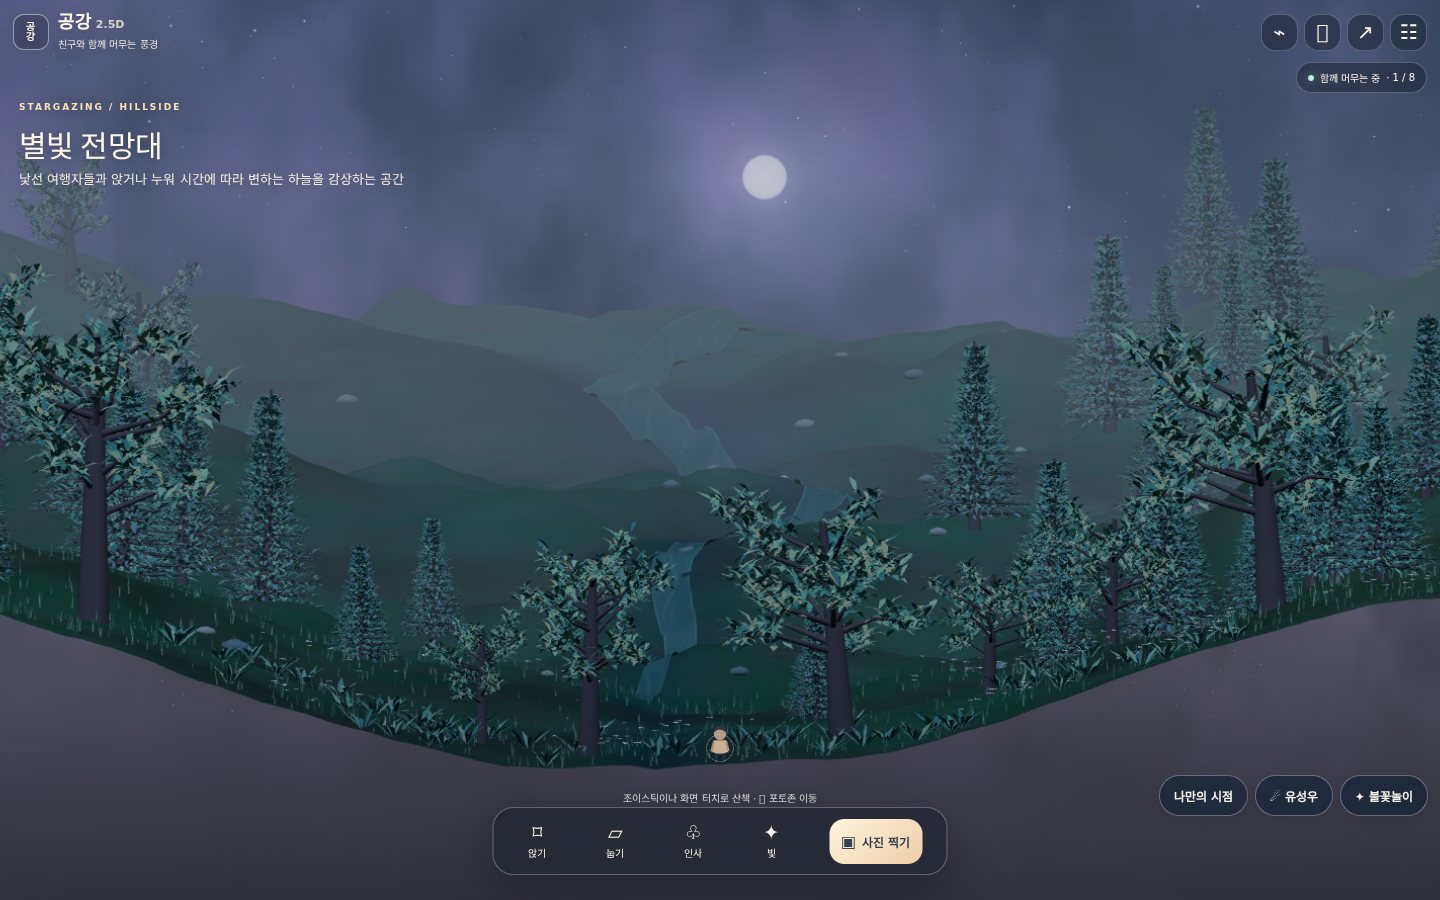 공강
공강 2.5D
친구와 함께 머무는 풍경
함께 머무는 중 · 1 / 8
STARGAZING / HILLSIDE
별빛 전망대
낯선 여행자들과 앉거나 누워 시간에 따라 변하는 하늘을 감상하는 공간
나만의 시점
☄ 유성우
✦ 불꽃놀이
조이스틱이나 화면 터치로 산책 · 포토존 이동
앉기
눕기
인사
빛
사진 찍기